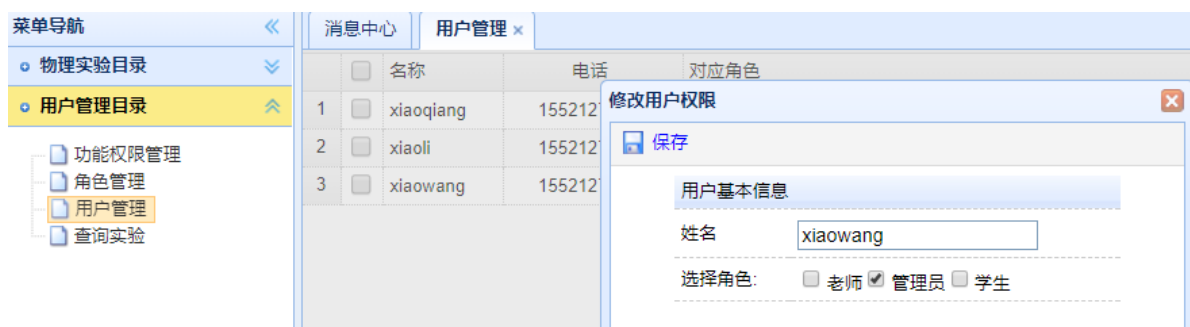 菜单导航
物理实验目录
用户管理目录
功能权限管理
角色管理
用户管理
查询实验
消息中心 用户管理 ×
名称 电话 对应角色
1 xiaoqiang 155212
2 xiaoli 155212
3 xiaowang 155212
修改用户权限
保存
用户基本信息
姓名 xiaowang
选择角色: 老师 管理员 学生